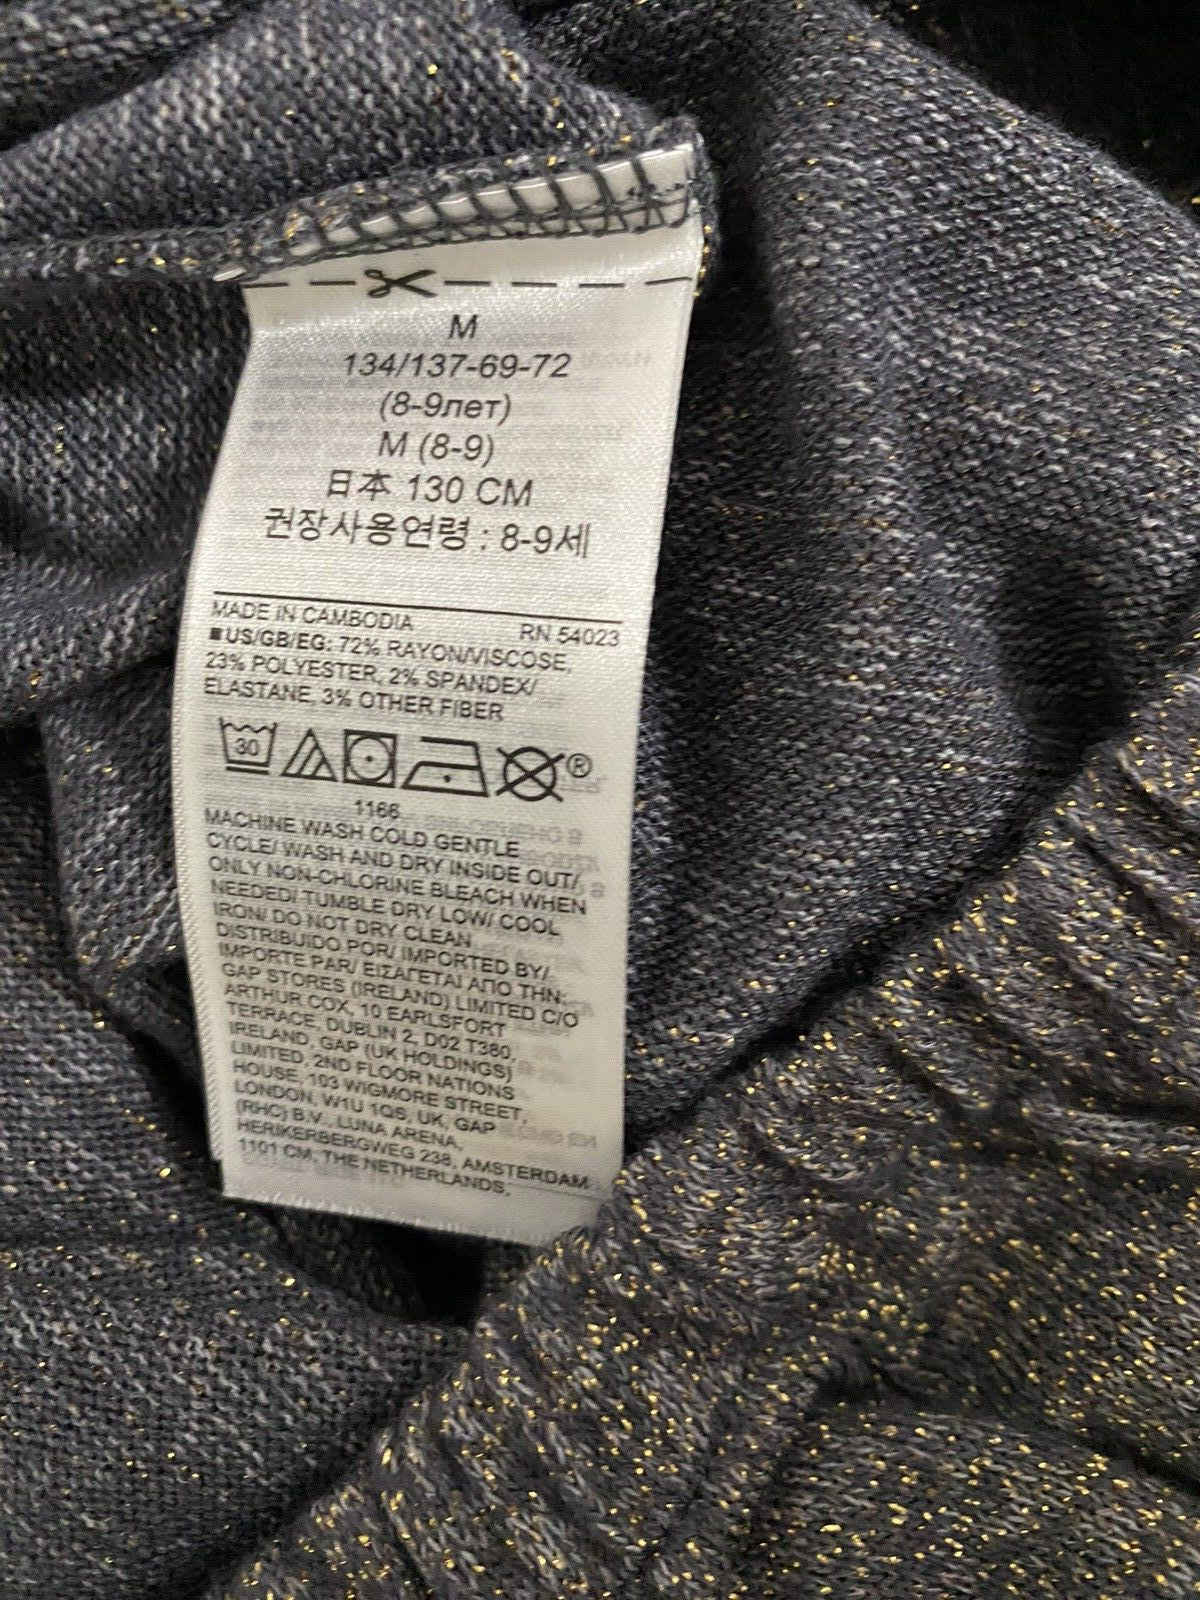 M
134/137-69-72
(8-9лет)
M (8-9)
日本 130 CM
권장사용연령 : 8-9세
MADE IN CAMBODIA RN 54023
■US/GB/EG: 72% RAYON/VISCOSE,
23% POLYESTER, 2% SPANDEX/
ELASTANE, 3% OTHER FIBER
30 ®
1166
MACHINE WASH COLD GENTLE
CYCLE/ WASH AND DRY INSIDE OUT/
ONLY NON-CHLORINE BLEACH WHEN
NEEDED/ TUMBLE DRY LOW/ COOL
IRON/ DO NOT DRY CLEAN
DISTRIBUIDO POR/ IMPORTED BY/
IMPORTE PAR/ ΕΙΣΑΓΕΤΑΙ ΑΠΟ ΤΗΝ:
GAP STORES (IRELAND) LIMITED C/O
ARTHUR COX, 10 EARLSFORT
TERRACE, DUBLIN 2, D02 T380,
IRELAND, GAP (UK HOLDINGS)
LIMITED, 2ND FLOOR NATIONS
HOUSE, 103 WIGMORE STREET,
LONDON, W1U 1QS, UK, GAP
(RHC) B.V., LUNA ARENA,
HERIKERBERGWEG 238, AMSTERDAM
1101 CM, THE NETHERLANDS,